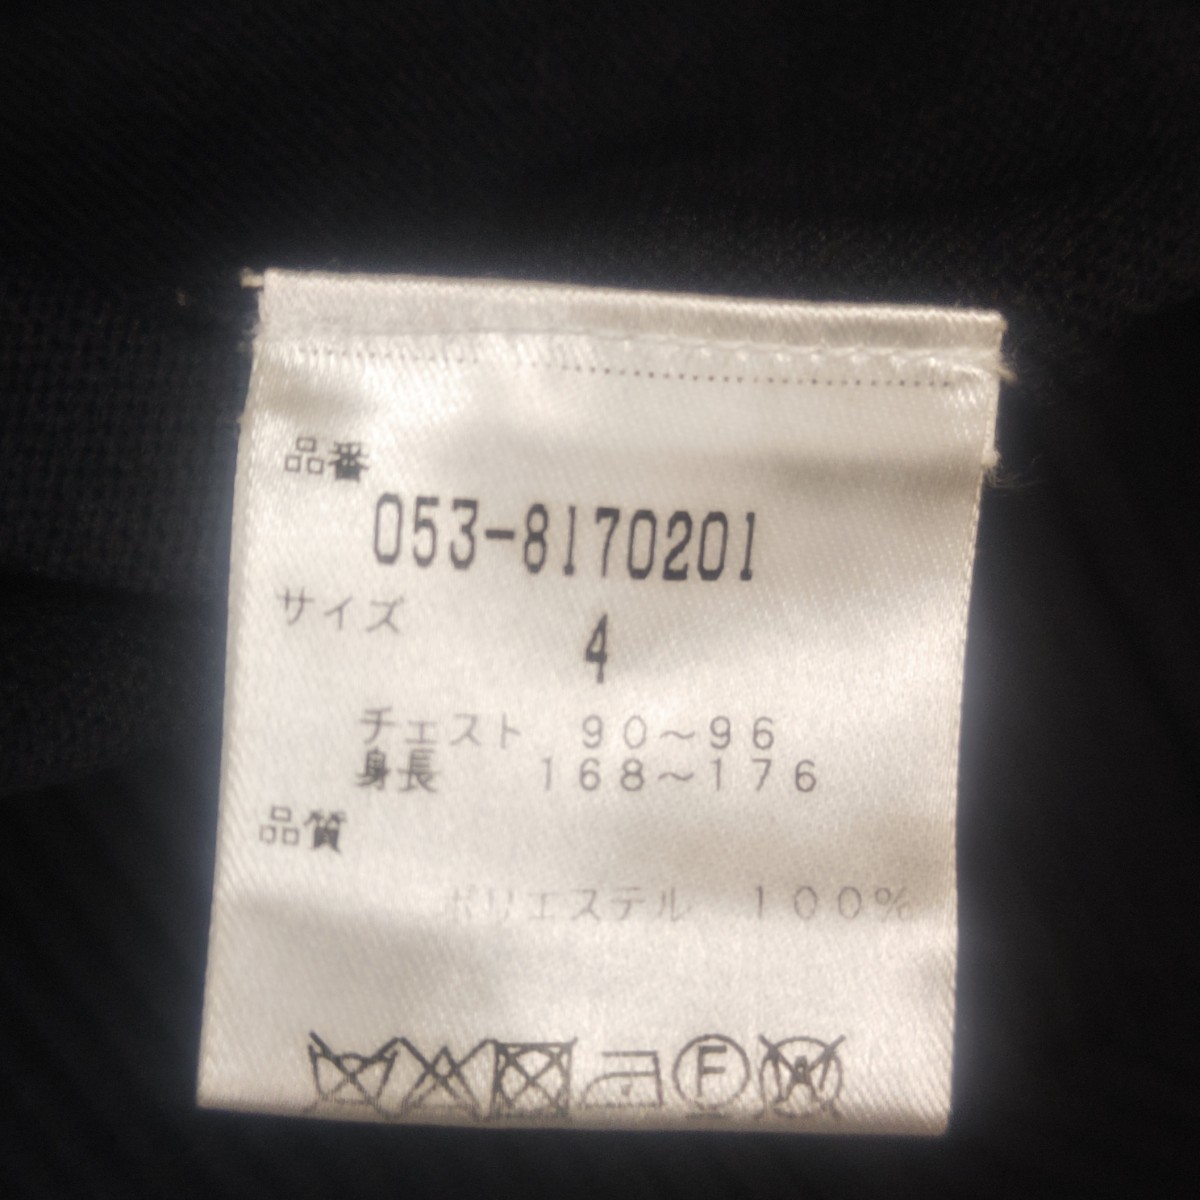 品番
053-8170201
サイズ
4
チェスト 90~96
身長 168~176
品質
ポリエステル 100%
F
W